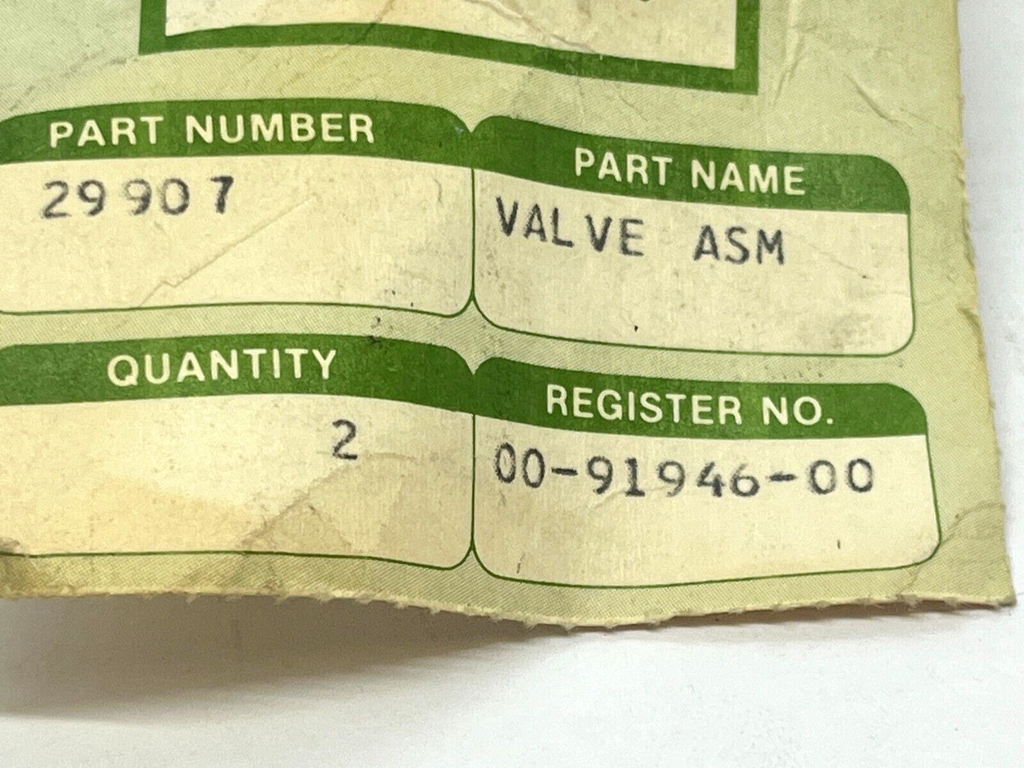 PART NUMBER
29907
PART NAME
VALVE ASM
QUANTITY
2
REGISTER NO.
00-91946-00